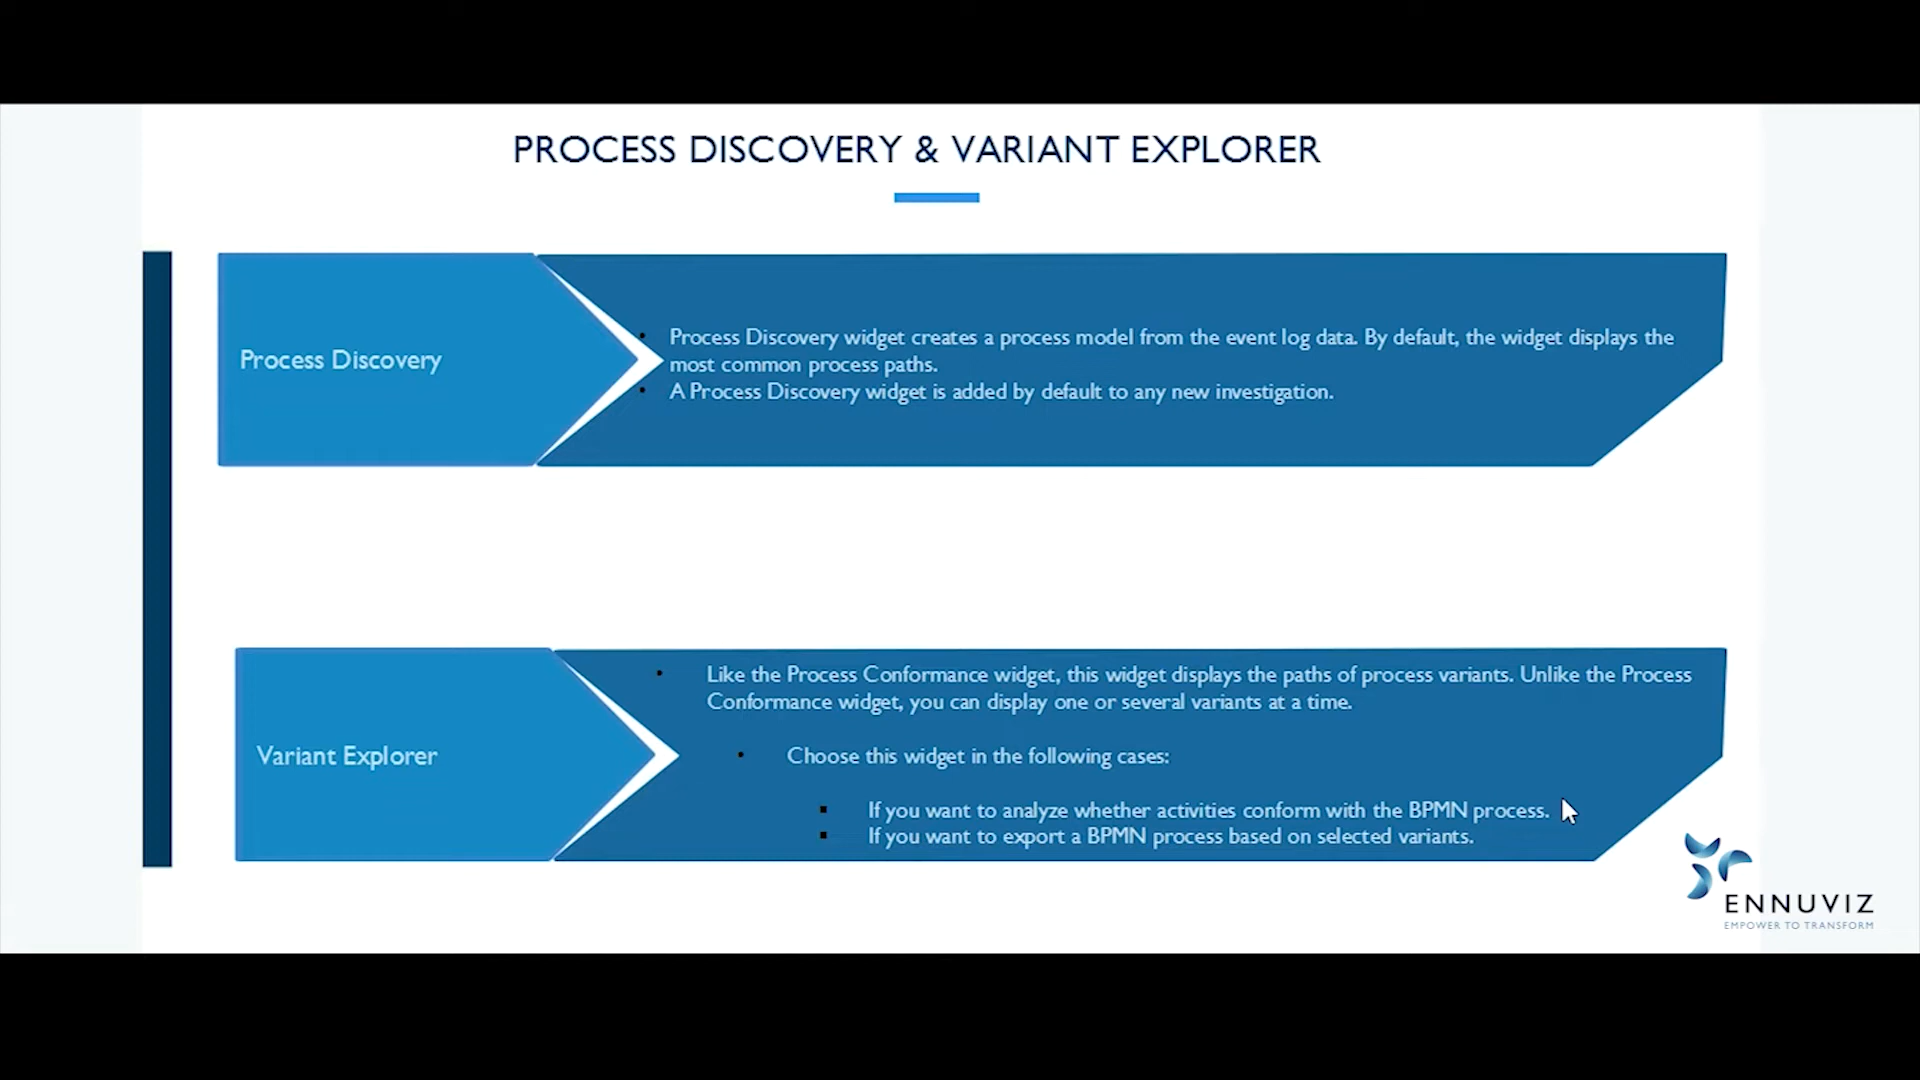 PROCESS DISCOVERY & VARIANT EXPLORER
Process Discovery
• Process Discovery widget creates a process model from the event log data. By default, the widget displays the
most common process paths.
• A Process Discovery widget is added by default to any new investigation.
Variant Explorer
• Like the Process Conformance widget, this widget displays the paths of process variants. Unlike the Process
Conformance widget, you can display one or several variants at a time.
• Choose this widget in the following cases:
▪ If you want to analyze whether activities conform with the BPMN process.
▪ If you want to export a BPMN process based on selected variants.
ENNUVIZ
EMPOWER TO TRANSFORM